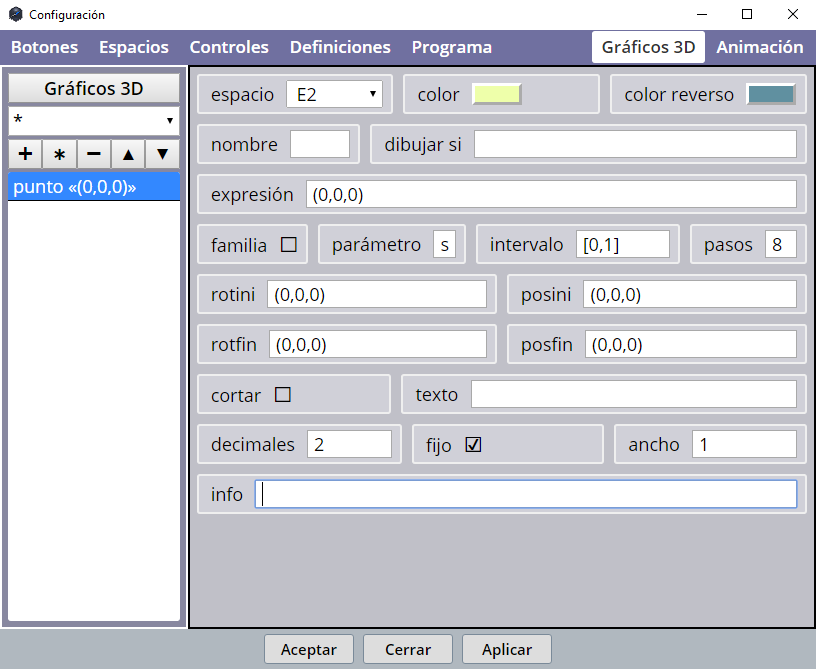 Configuración
Botones Espacios Controles Definiciones Programa Gráficos 3D Animación
Gráficos 3D
*
+ * − ▲ ▼
punto «(0,0,0)»
espacio E2 color color reverso
nombre dibujar si
expresión (0,0,0)
familia parámetro s intervalo [0,1] pasos 8
rotini (0,0,0) posini (0,0,0)
rotfin (0,0,0) posfin (0,0,0)
cortar texto
decimales 2 fijo ancho 1
info
Aceptar Cerrar Aplicar